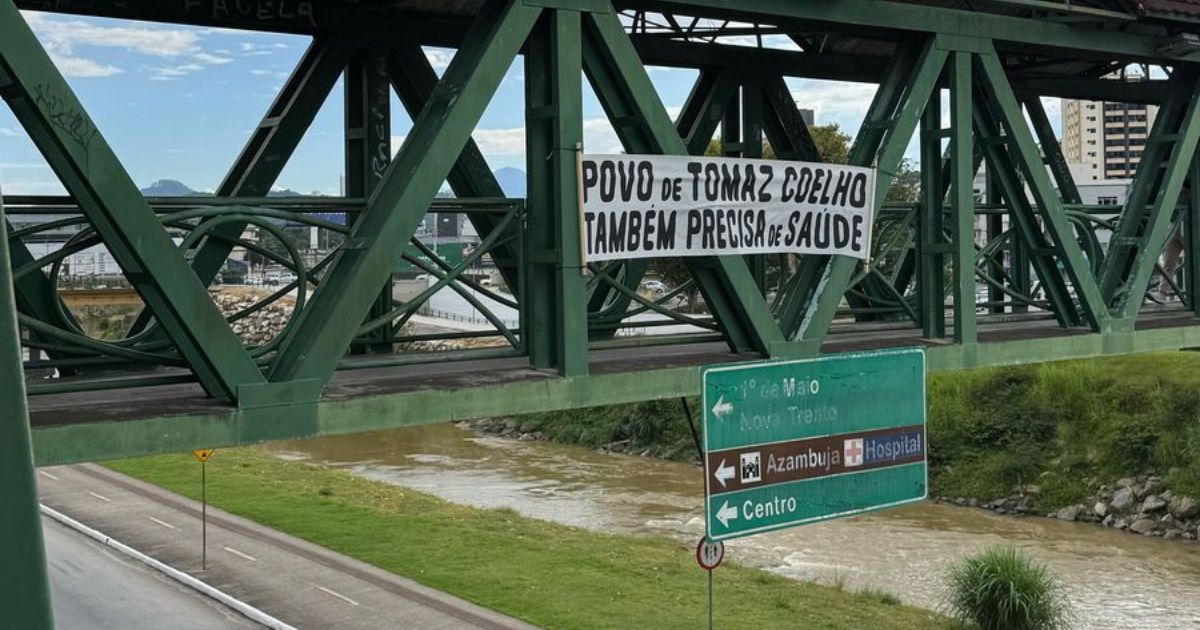 POVO DE TOMAZ COELHO
TAMBÉM PRECISA DE SAÚDE
1º de Maio
Nova Trento
Azambuja Hospital
Centro